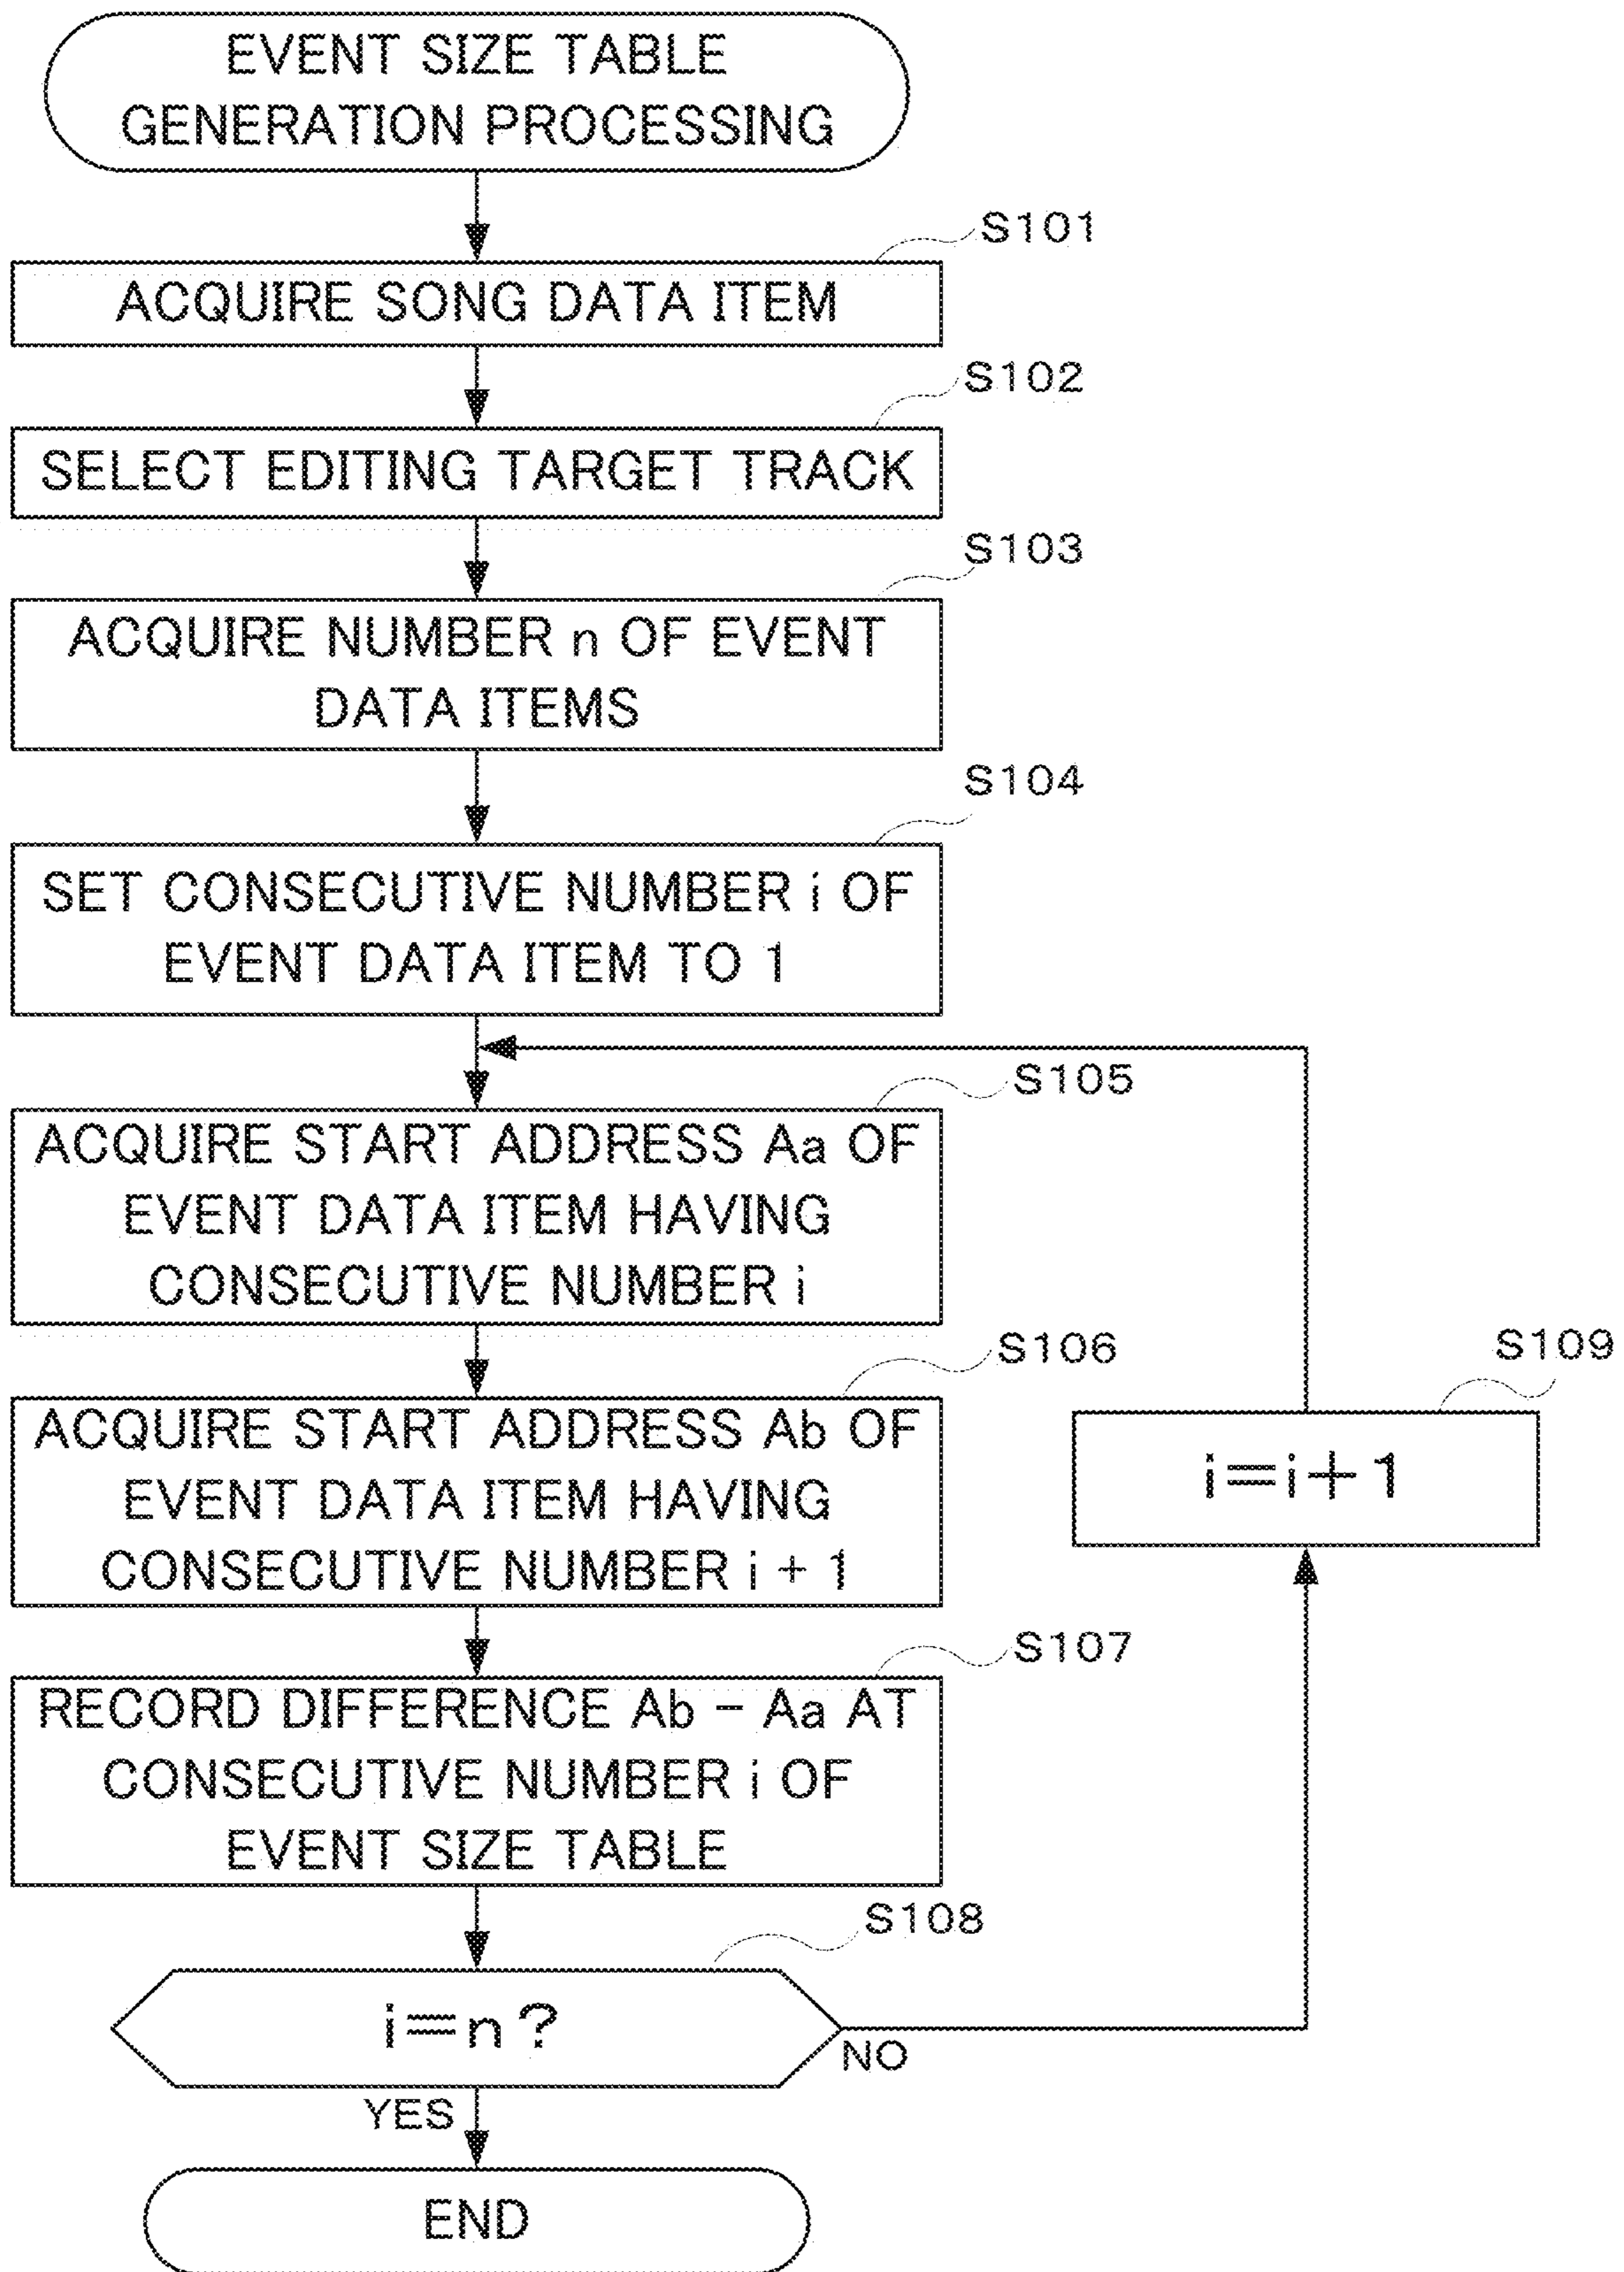 EVENT SIZE TABLE
GENERATION PROCESSING
S101
ACQUIRE SONG DATA ITEM
S102
SELECT EDITING TARGET TRACK
S103
ACQUIRE NUMBER n OF EVENT
DATA ITEMS
S104
SET CONSECUTIVE NUMBER i OF
EVENT DATA ITEM TO 1
S105
ACQUIRE START ADDRESS Aa OF
EVENT DATA ITEM HAVING
CONSECUTIVE NUMBER i
S106
ACQUIRE START ADDRESS Ab OF
EVENT DATA ITEM HAVING
CONSECUTIVE NUMBER i + 1
S109
i=i+1
S107
RECORD DIFFERENCE Ab − Aa AT
CONSECUTIVE NUMBER i OF
EVENT SIZE TABLE
S108
i=n?
NO
YES
END